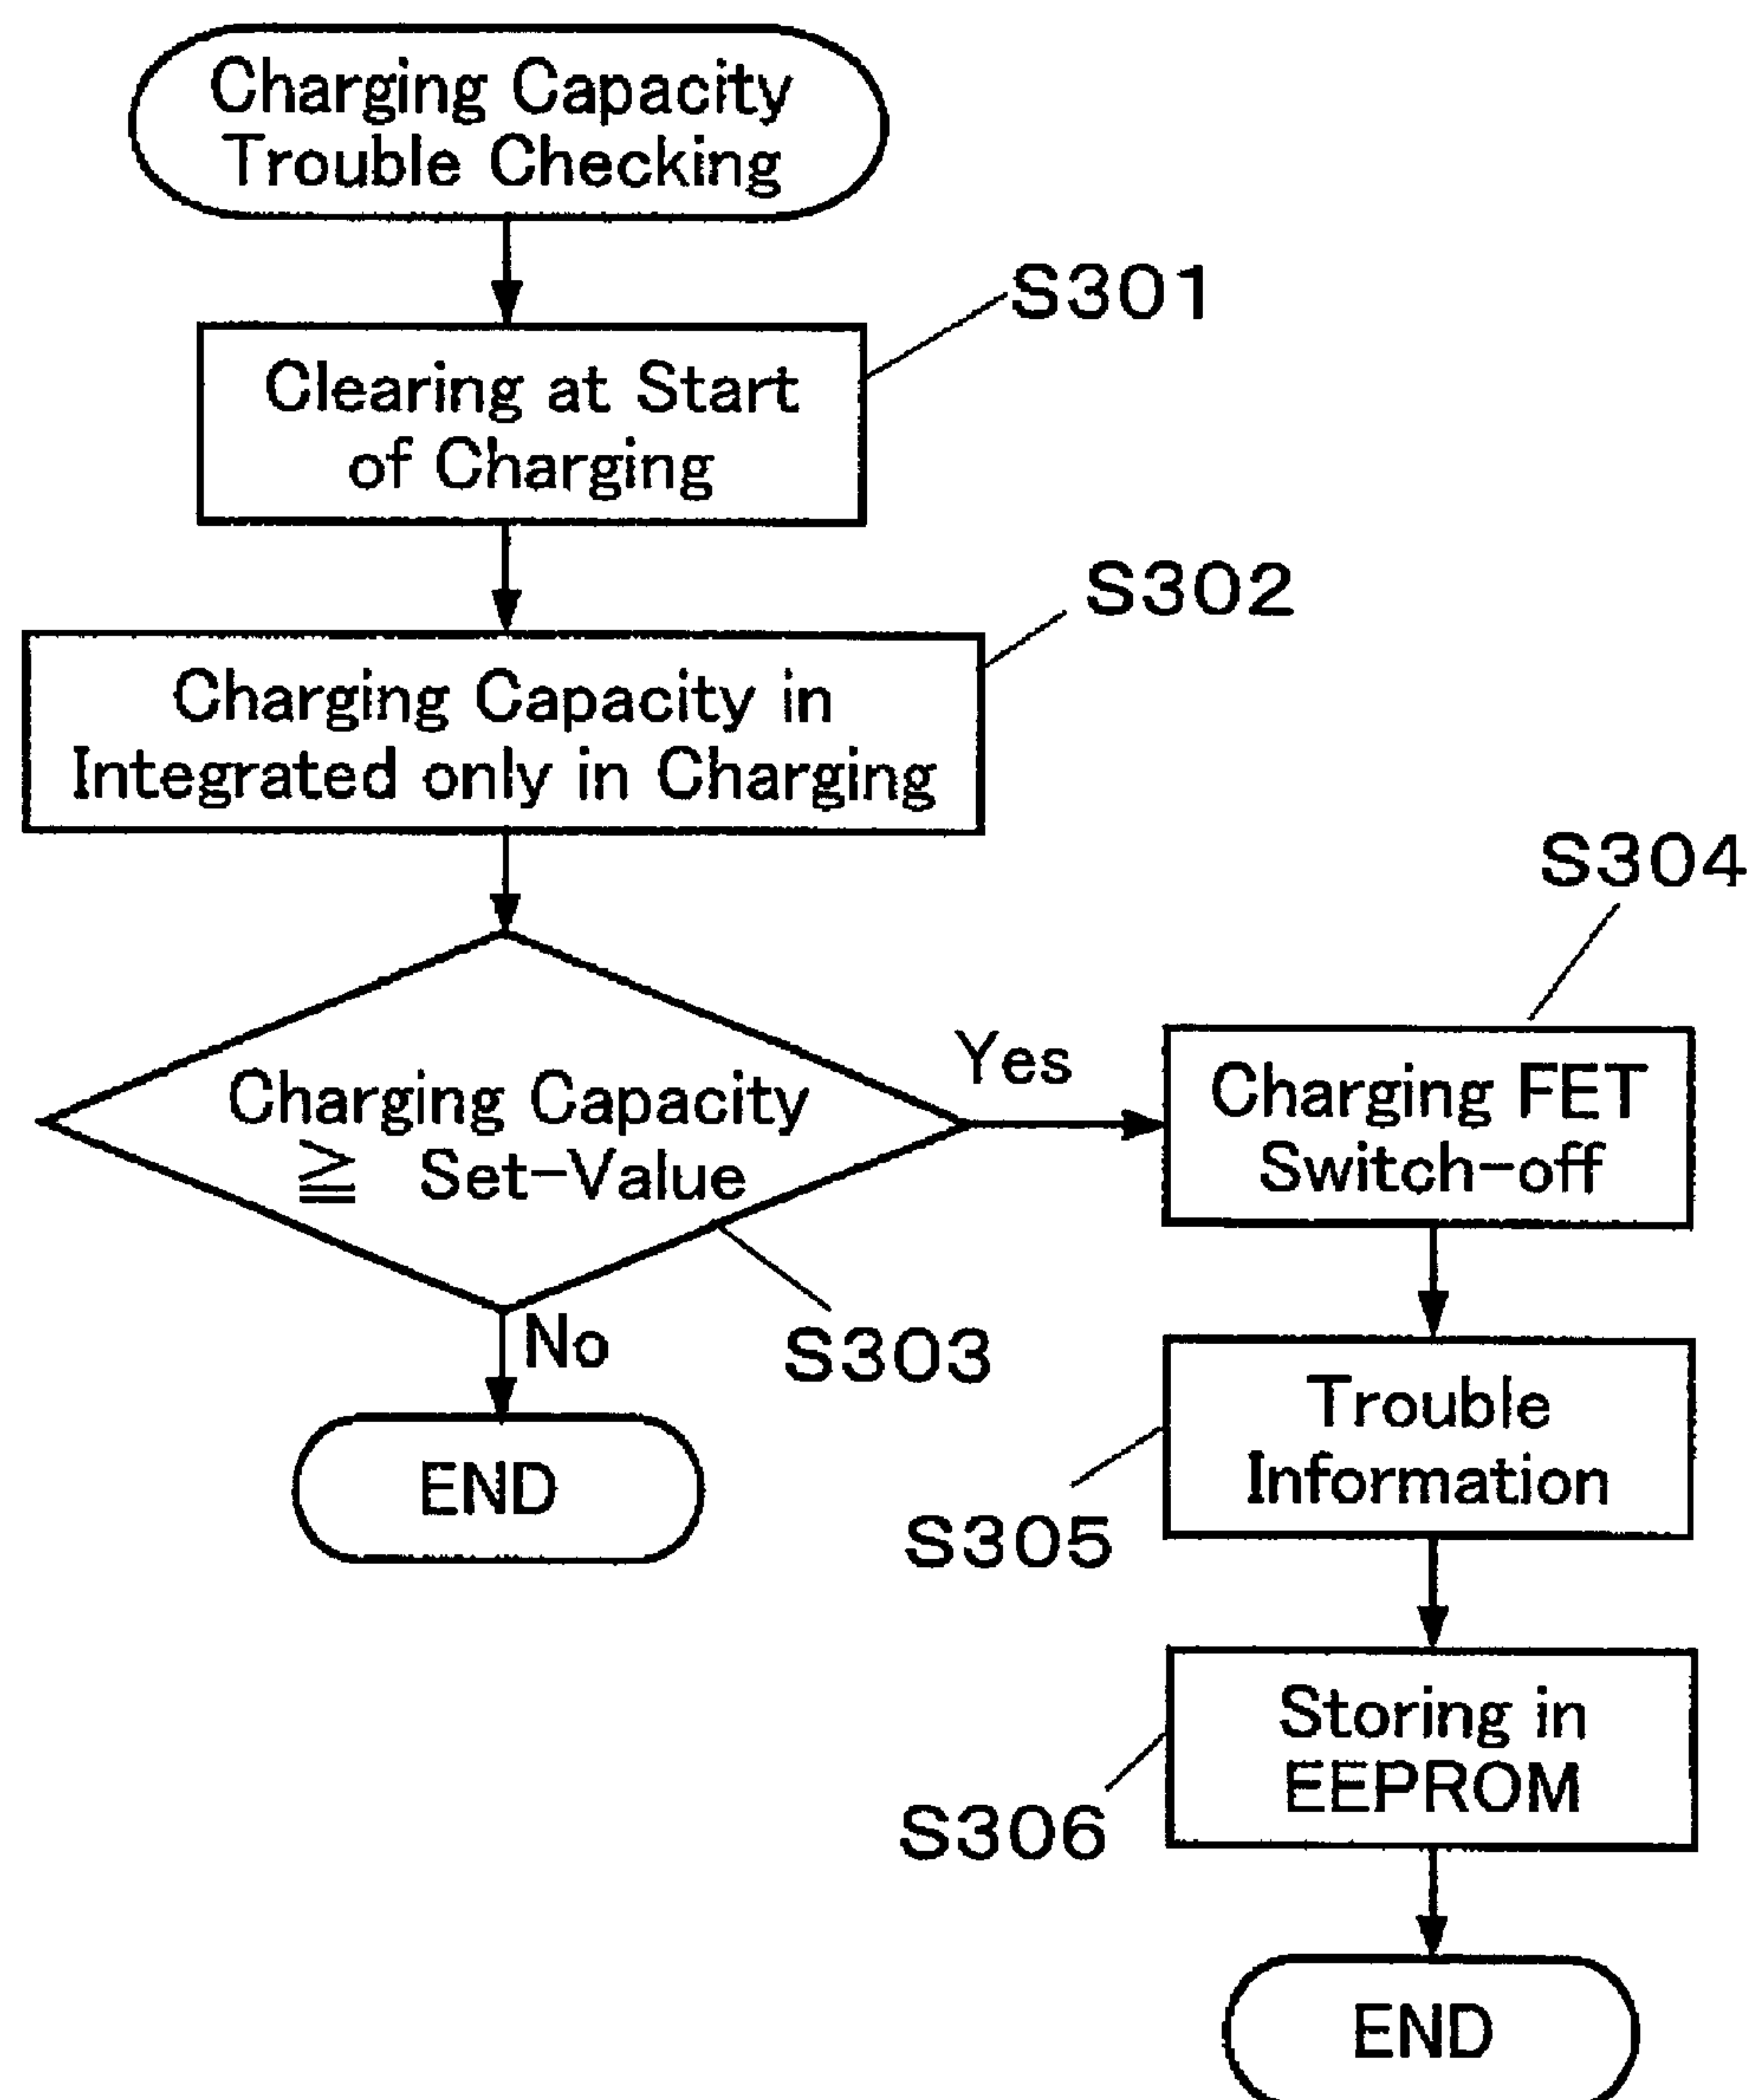 Charging Capacity
Trouble Checking
S301
Clearing at Start
of Charging
S302
Charging Capacity in
Integrated only in Charging
S304
Charging Capacity
≧ Set-Value
Yes
Charging FET
Switch-off
No
S303
END
Trouble
Information
S305
Storing in
EEPROM
S306
END